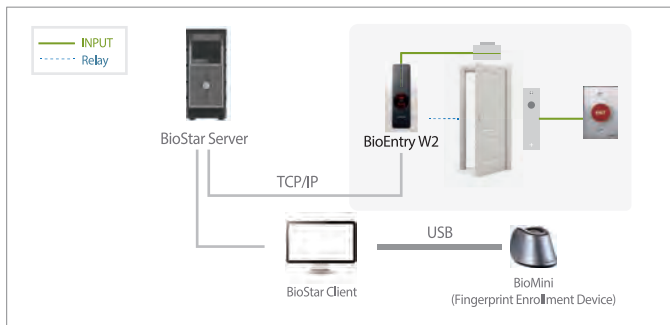 INPUT
Relay
BioStar Server
BioEntry W2
TCP/IP
USB
BioStar Client
BioMini
(Fingerprint Enrollment Device)